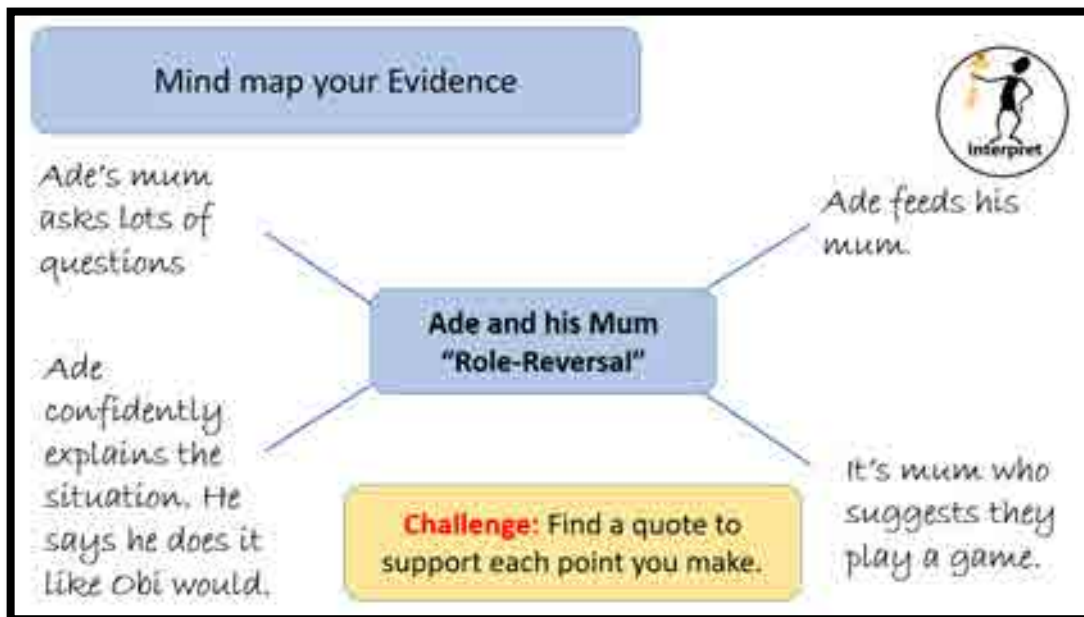 Mind map your Evidence
Interpret
Ade's mum
asks lots of
questions
Ade feeds his
mum.
Ade and his Mum
“Role-Reversal”
Ade
confidently
explains the
situation. He
says he does it
like Obi would.
Challenge: Find a quote to
support each point you make.
It's mum who
suggests they
play a game.